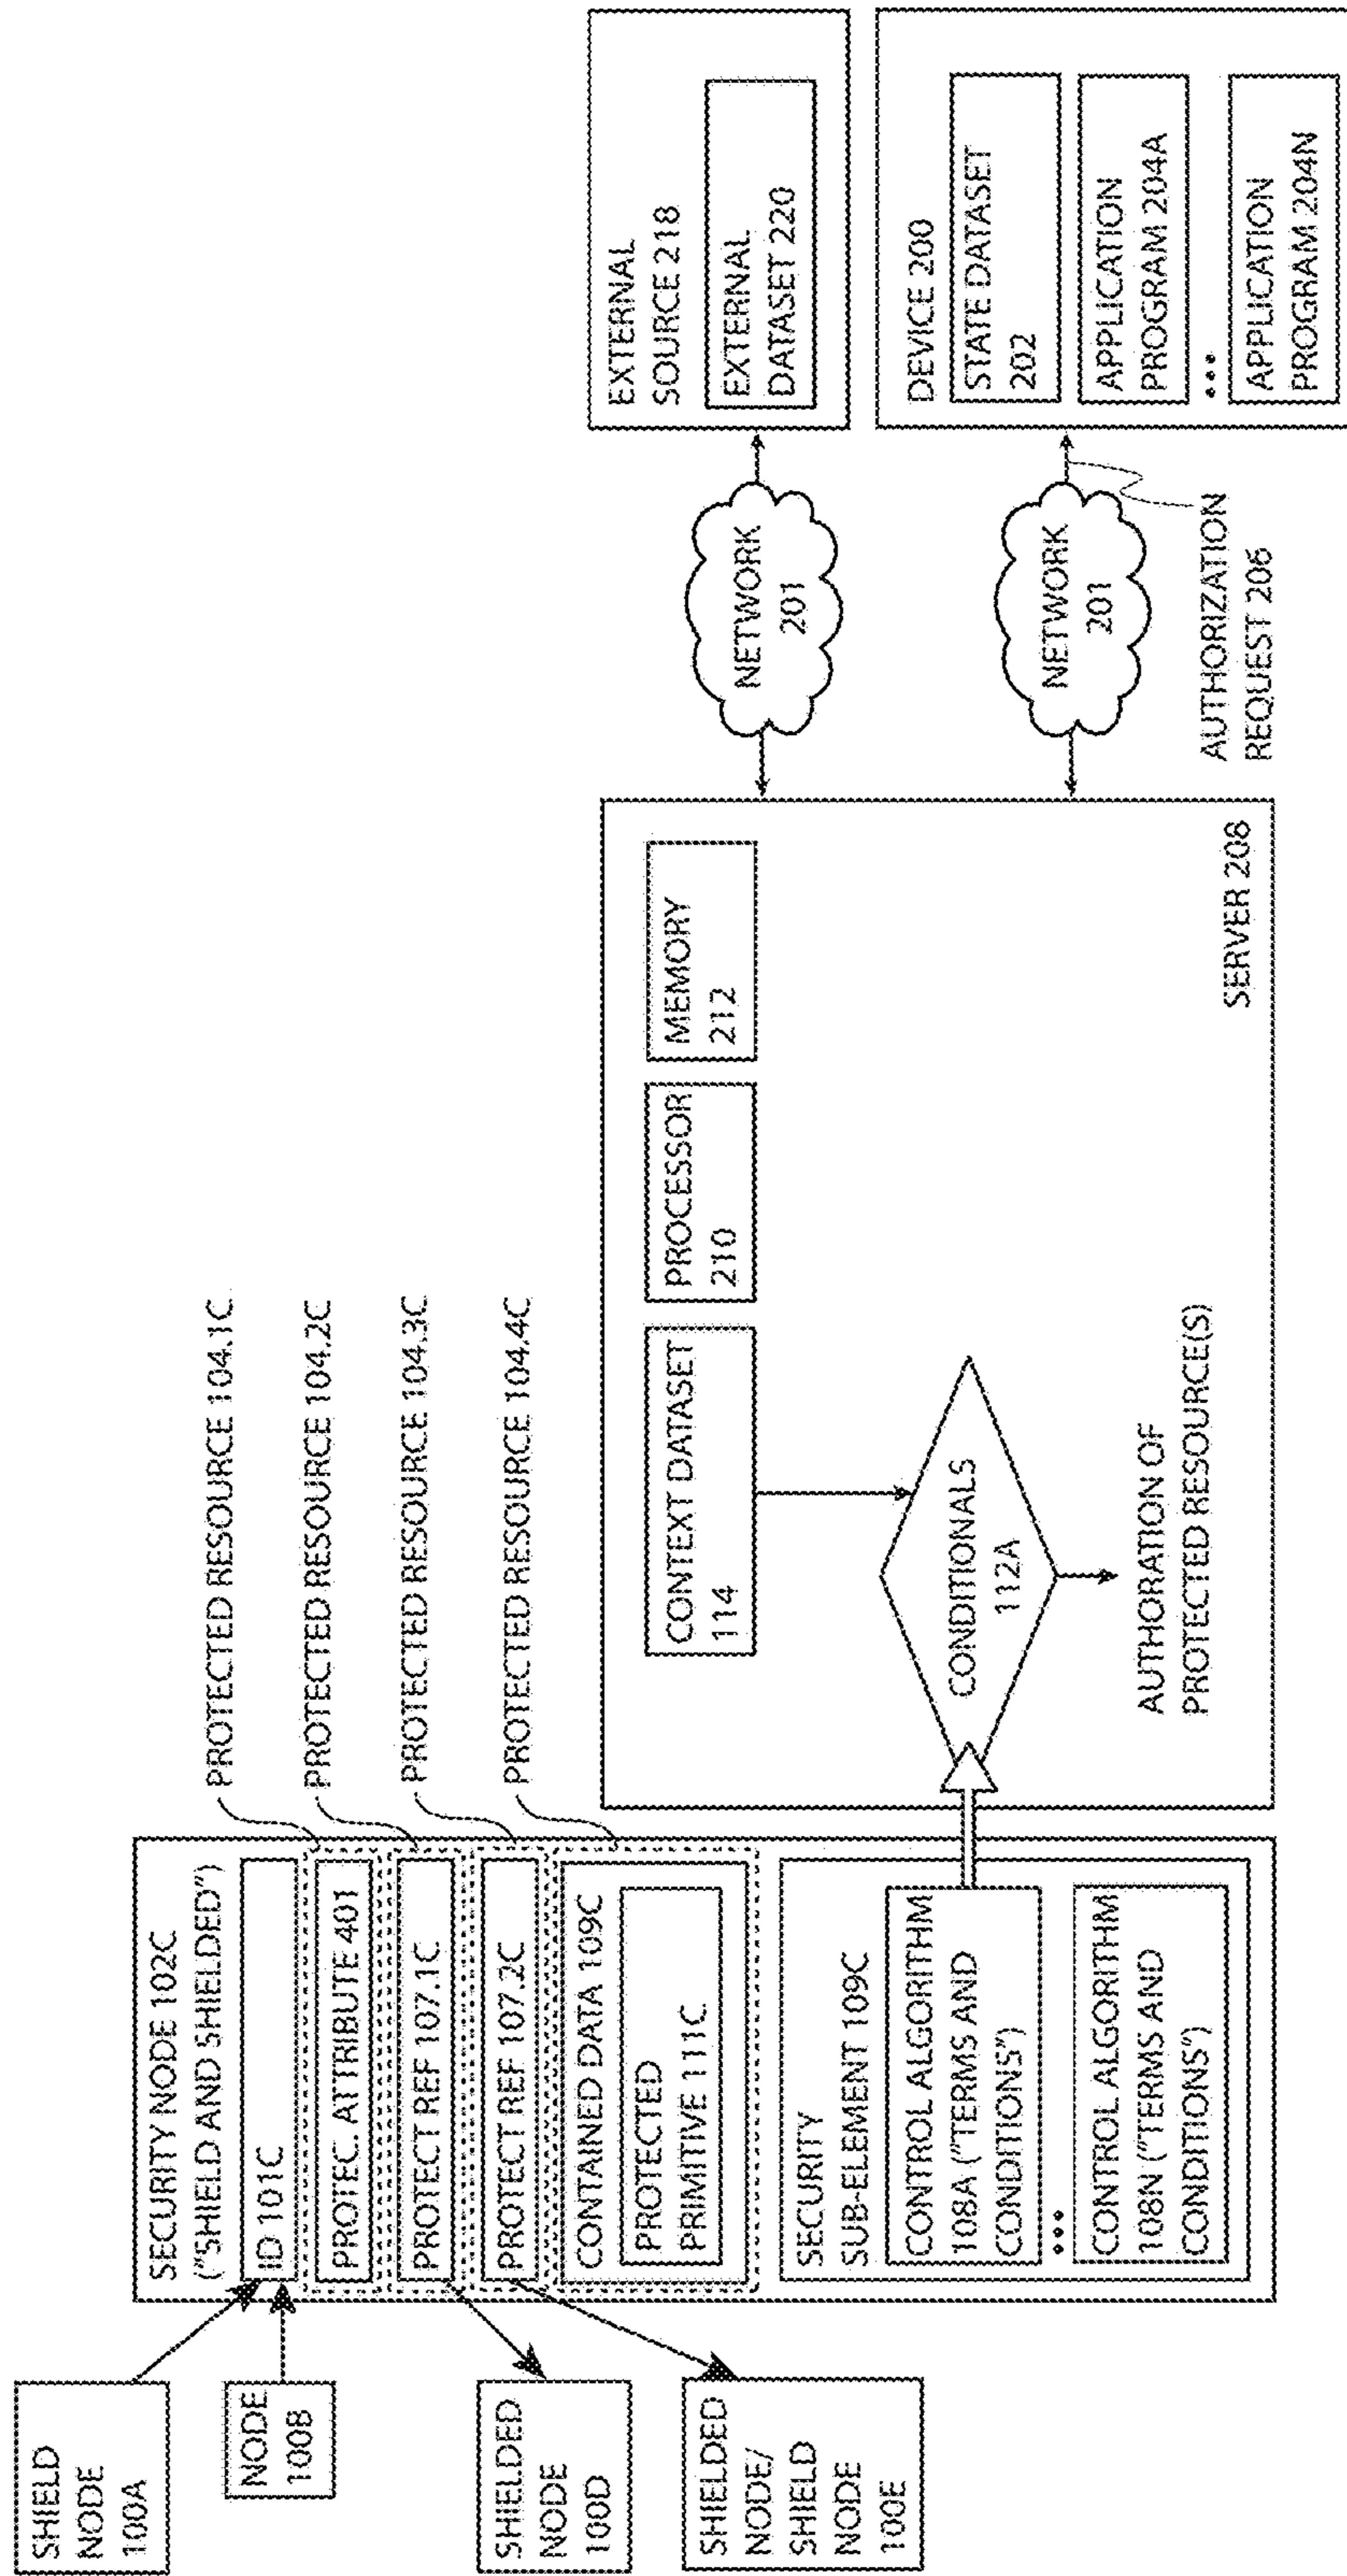 SHIELD
NODE
100A
NODE
100B
SHIELDED
NODE
100D
SHIELDED
NODE/
SHIELD
NODE
100E
SECURITY NODE 102C
("SHIELD AND SHIELDED")
ID 101C
PROTEC. ATTRIBUTE 401
PROTECT REF 107.1C
PROTECT REF 107.2C
CONTAINED DATA 109C
PROTECTED
PRIMITIVE 111C
SECURITY
SUB-ELEMENT 109C
CONTROL ALGORITHM
108A ("TERMS AND
CONDITIONS")
•••
CONTROL ALGORITHM
108N ("TERMS AND
CONDITIONS")
PROTECTED RESOURCE 104.1C
PROTECTED RESOURCE 104.2C
PROTECTED RESOURCE 104.3C
PROTECTED RESOURCE 104.4C
CONTEXT DATASET
114
PROCESSOR
210
MEMORY
212
CONDITIONALS
112A
AUTHORATION OF
PROTECTED RESOURCE(S)
SERVER 208
NETWORK
201
NETWORK
201
AUTHORIZATION
REQUEST 206
EXTERNAL
SOURCE 218
EXTERNAL
DATASET 220
DEVICE 200
STATE DATASET
202
APPLICATION
PROGRAM 204A
•••
APPLICATION
PROGRAM 204N